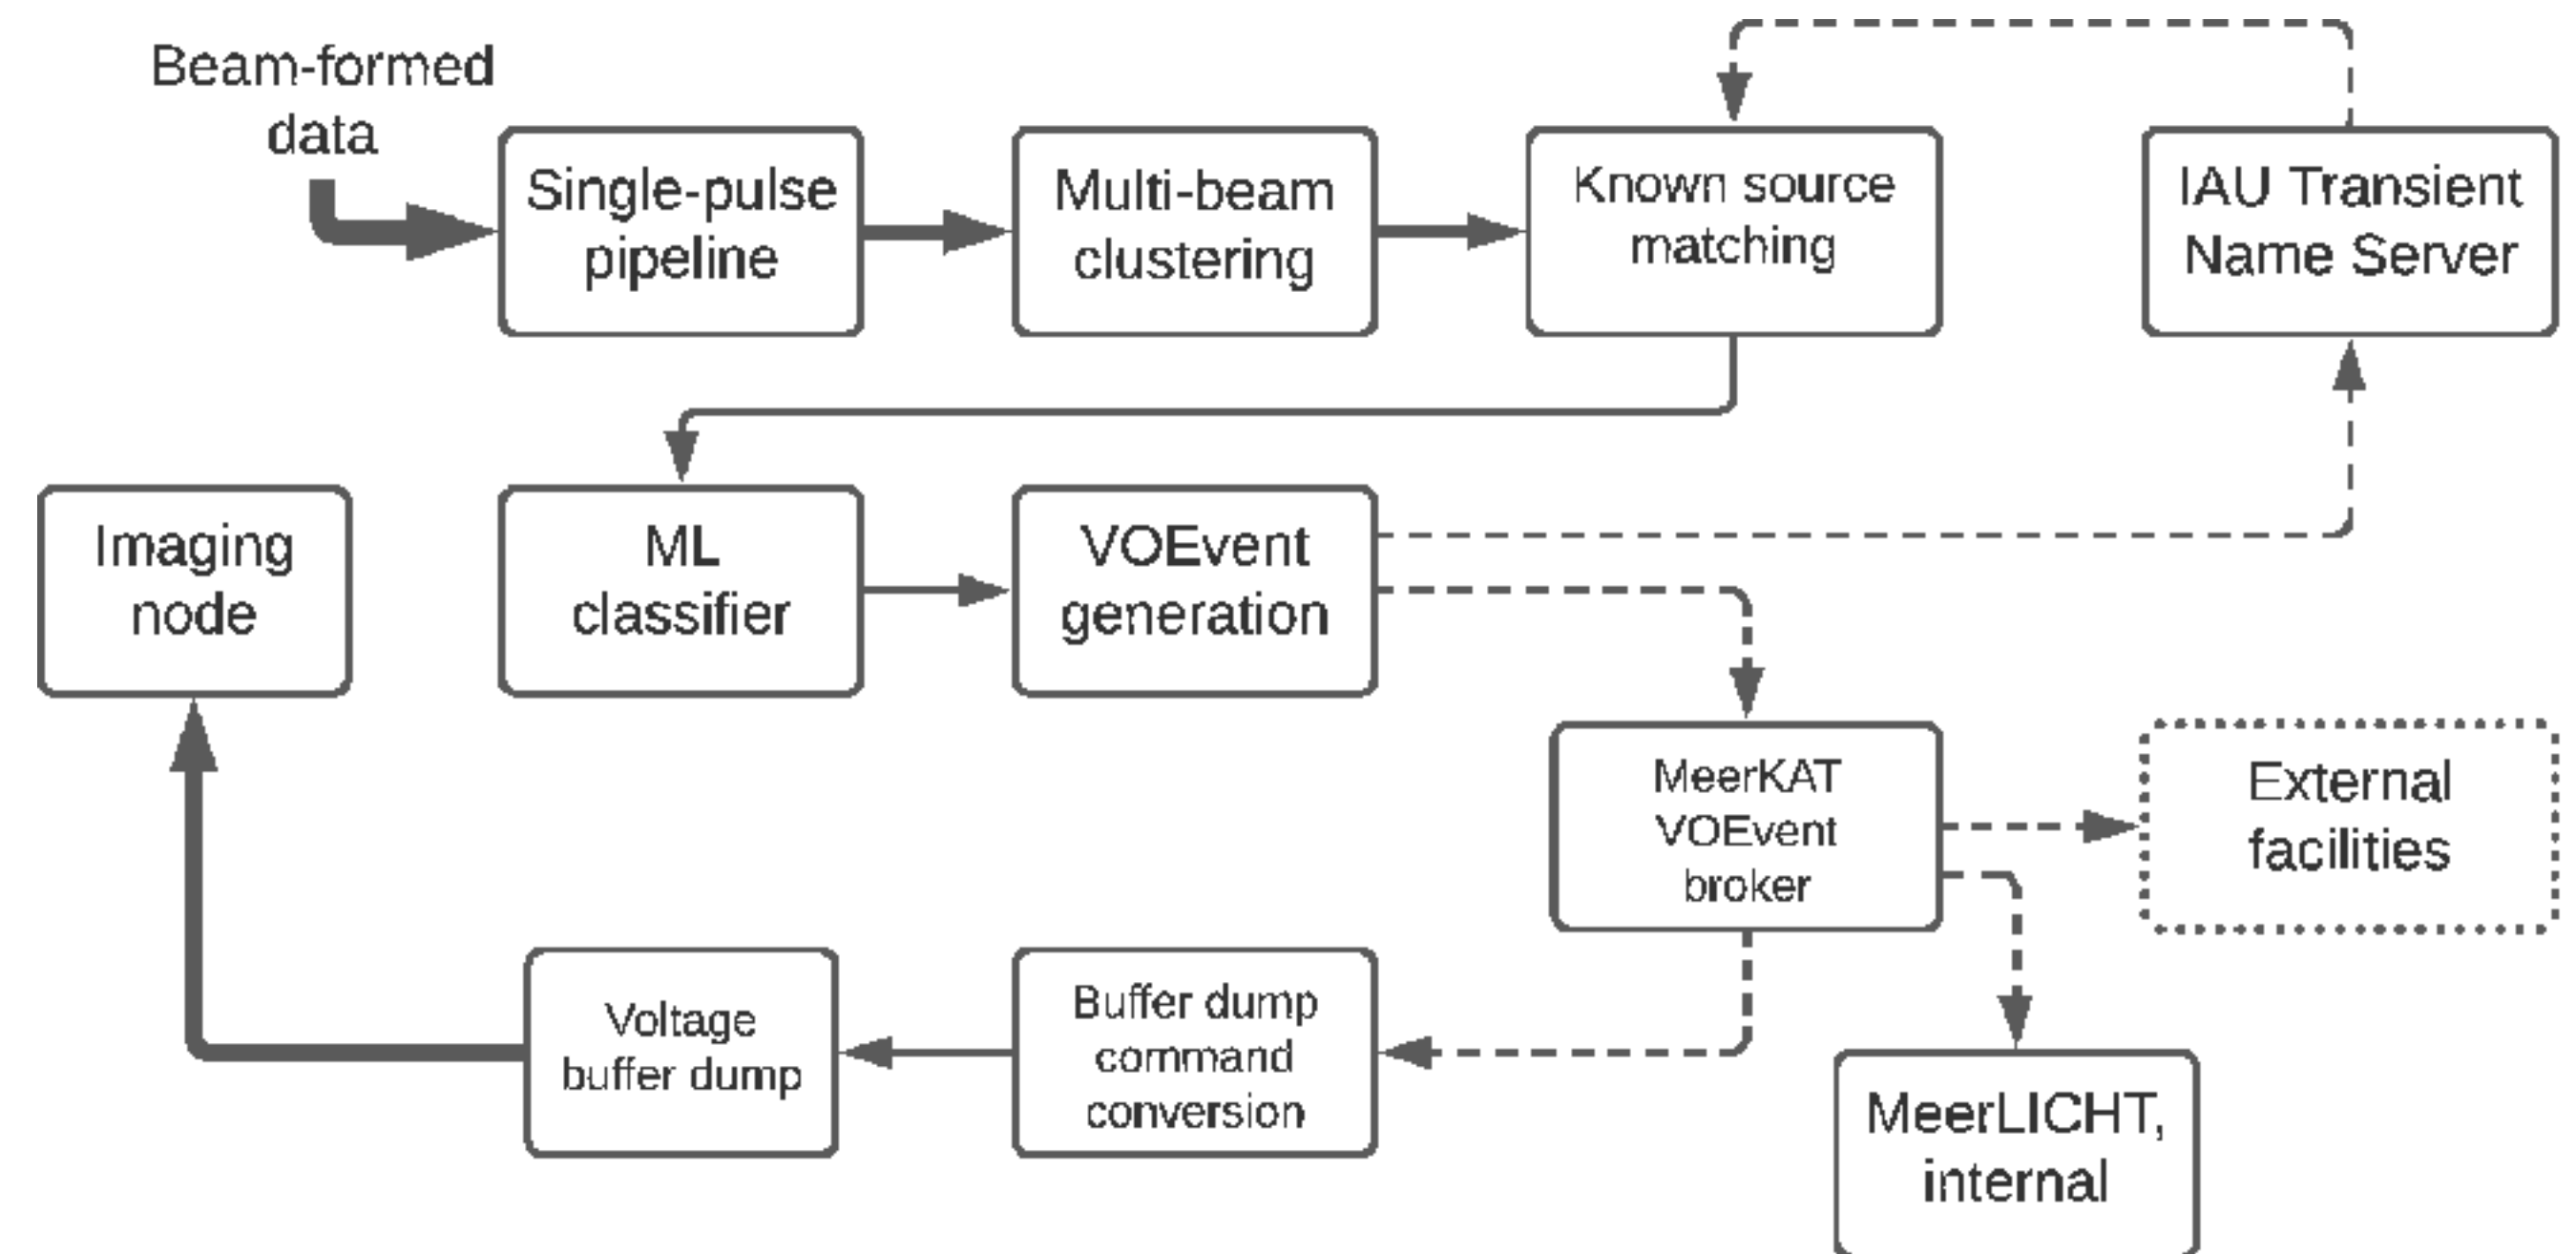 Beam-formed
data
Single-pulse
pipeline
Multi-beam
clustering
Known source
matching
IAU Transient
Name Server
Imaging
node
ML
classifier
VOEvent
generation
MeerKAT
VOEvent
broker
External
facilities
Voltage
buffer dump
Buffer dump
command
conversion
MeerLICHT,
internal